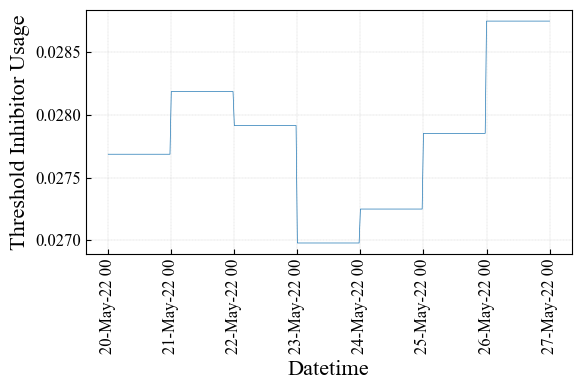 Threshold Inhibitor Usage
0.0285
0.0280
0.0275
0.0270
20-May-22 00
21-May-22 00
22-May-22 00
23-May-22 00
24-May-22 00
25-May-22 00
26-May-22 00
27-May-22 00
Datetime